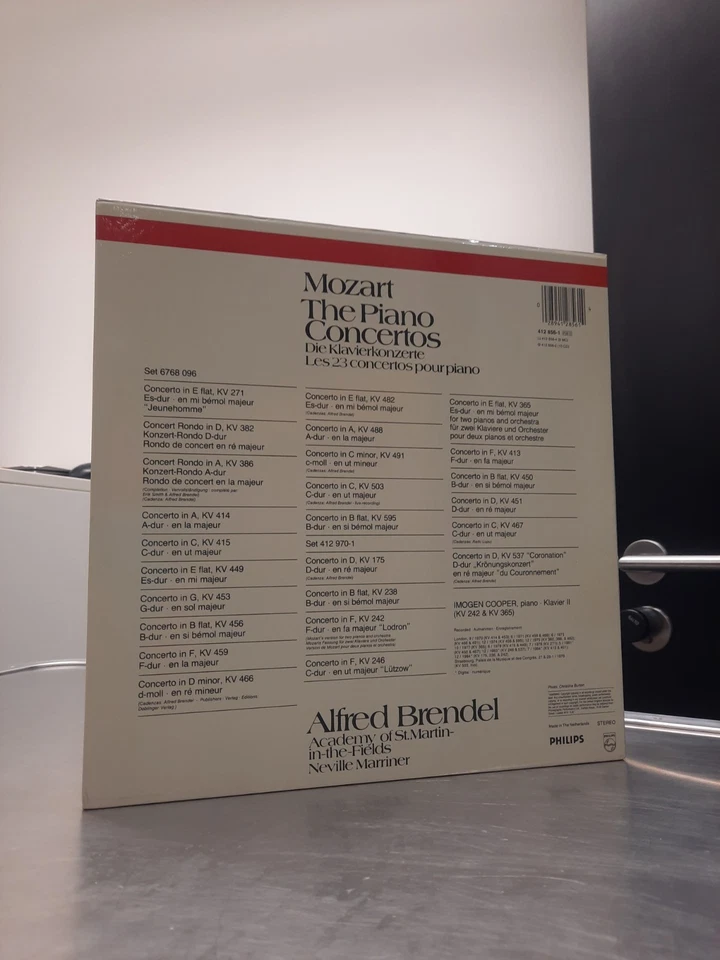 Mozart
The Piano
Concertos
Die Klavierkonzerte
Les 23 concertos pour piano
Set 6768 096
Concerto in E flat, KV 271
Es-dur · en mi bémol majeur
"Jeunehomme"
Concert Rondo in D, KV 382
Konzert-Rondo D-dur
Rondo de concert en ré majeur
Concert Rondo in A, KV 386
Konzert-Rondo A-dur
Rondo de concert en la majeur
Concerto in A, KV 414
A-dur · en la majeur
Concerto in C, KV 415
C-dur · en ut majeur
Concerto in E flat, KV 449
Es-dur · en mi majeur
Concerto in G, KV 453
G-dur · en sol majeur
Concerto in B flat, KV 456
B-dur · en si bémol majeur
Concerto in F, KV 459
F-dur · en la majeur
Concerto in D minor, KV 466
d-moll · en ré mineur
Concerto in E flat, KV 482
Es-dur · en mi bémol majeur
(Cadenzas: Alfred Brendel)
Concerto in A, KV 488
A-dur · en la majeur
Concerto in C minor, KV 491
c-moll · en ut mineur
(Cadenza: Alfred Brendel)
Concerto in C, KV 503
C-dur · en ut majeur
(Cadenza: Alfred Brendel · live recording)
Concerto in B flat, KV 595
B-dur · en si bémol majeur
Set 412 970-1
Concerto in D, KV 175
D-dur · en ré majeur
(Cadenza: Alfred Brendel)
Concerto in B flat, KV 238
B-dur · en si bémol majeur
Concerto in F, KV 242
F-dur · en fa majeur "Lodron"
Concerto in F, KV 246
C-dur · en ut majeur "Lützow"
Concerto in E flat, KV 365
Es-dur · en mi bémol majeur
for two pianos and orchestra
für zwei Klaviere und Orchester
pour deux pianos et orchestre
Concerto in F, KV 413
F-dur · en fa majeur
Concerto in B flat, KV 450
B-dur · en si bémol majeur
Concerto in D, KV 451
D-dur · en ré majeur
Concerto in C, KV 467
C-dur · en ut majeur
Concerto in D, KV 537 "Coronation"
D-dur „Krönungskonzert"
en ré majeur "du Couronnement"
IMOGEN COOPER, piano · Klavier II
(KV 242 & KV 365)
Alfred Brendel
Academy of St. Martin-
in-the-Fields
Neville Marriner
Made in The Netherlands
STEREO
PHILIPS